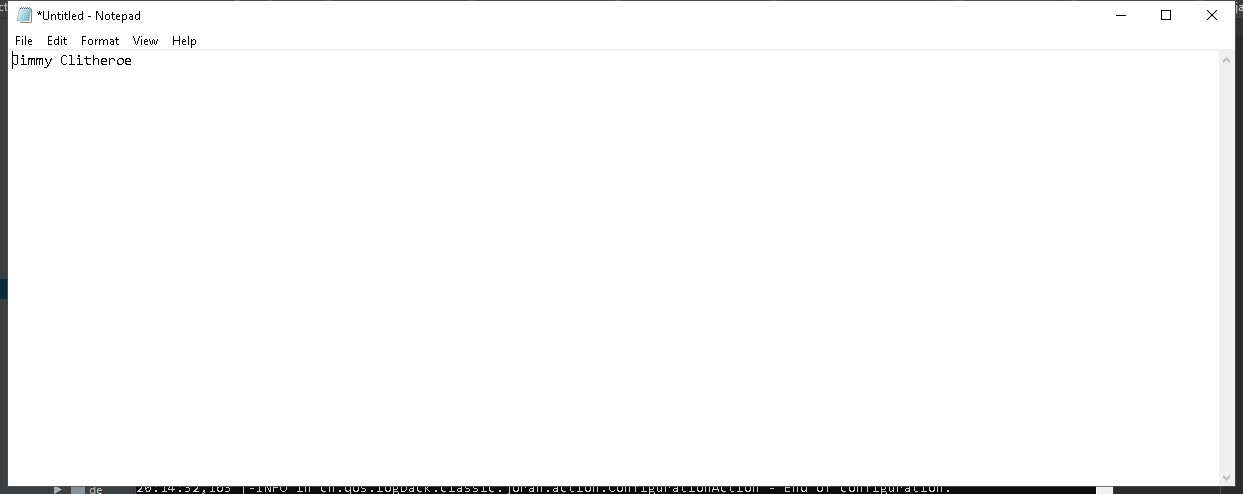 *Untitled - Notepad
File Edit Format View Help
Jimmy Clitheroe
de
20:14:32,163 |-INFO in ch.qos.logback.classic.joran.action.ConfigurationAction - End of configuration.